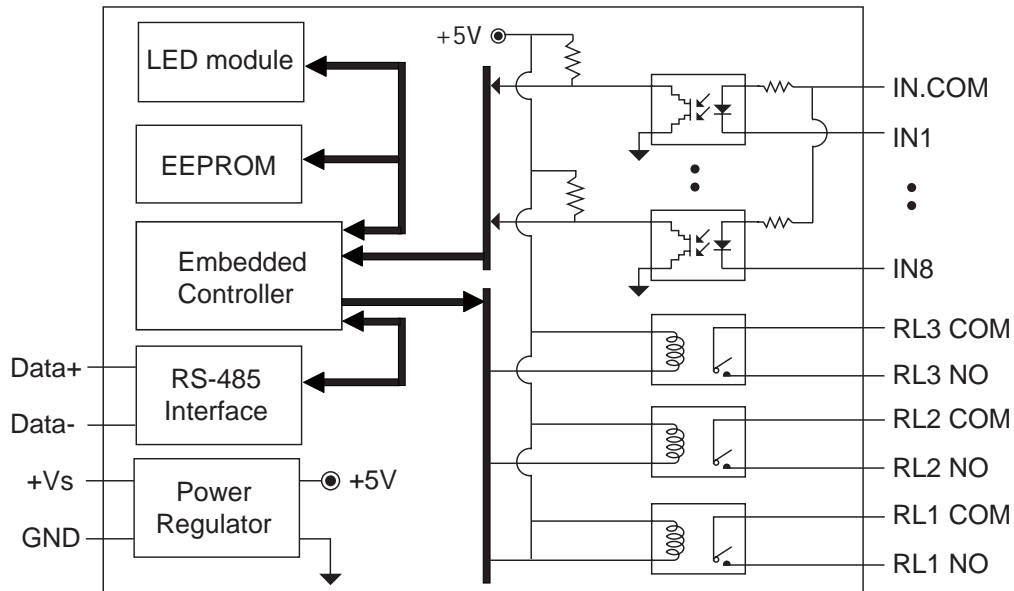 LED module
EEPROM
Embedded
Controller
RS-485
Interface
Power
Regulator
Data+
Data-
+Vs
GND
+5V
+5V
IN.COM
IN1
IN8
RL3 COM
RL3 NO
RL2 COM
RL2 NO
RL1 COM
RL1 NO